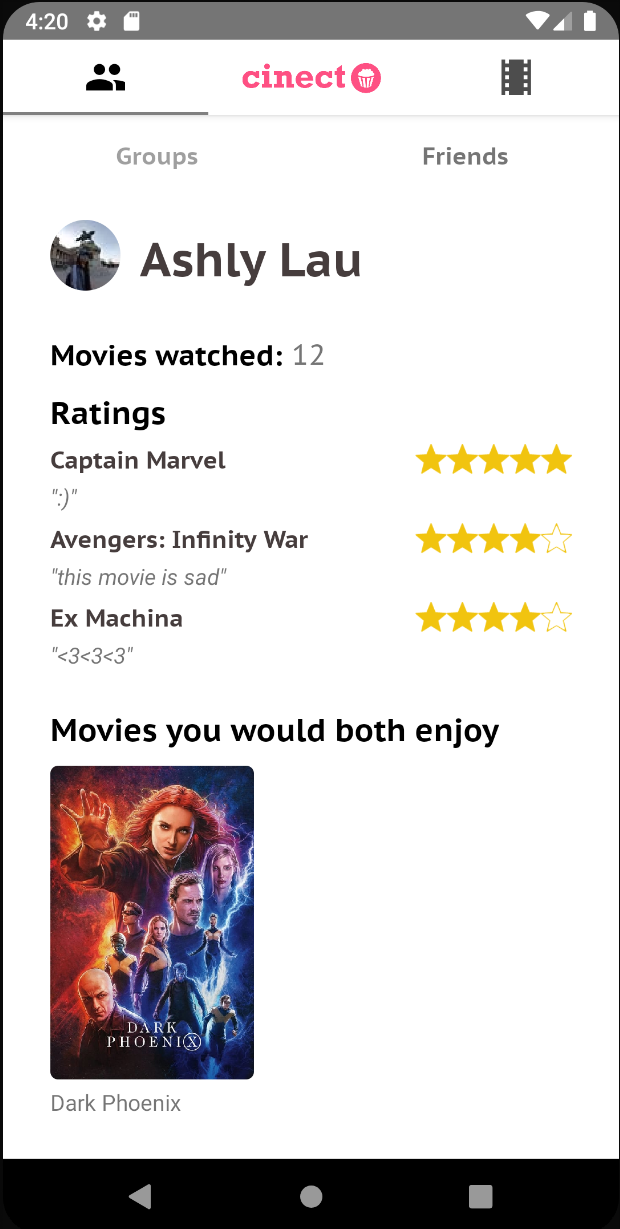 4:20
cinect
Groups
Friends
Ashly Lau
Movies watched: 12
Ratings
Captain Marvel
":)"
Avengers: Infinity War
"this movie is sad"
Ex Machina
"<3<3<3"
Movies you would both enjoy
DARK
PHOENIX
Dark Phoenix